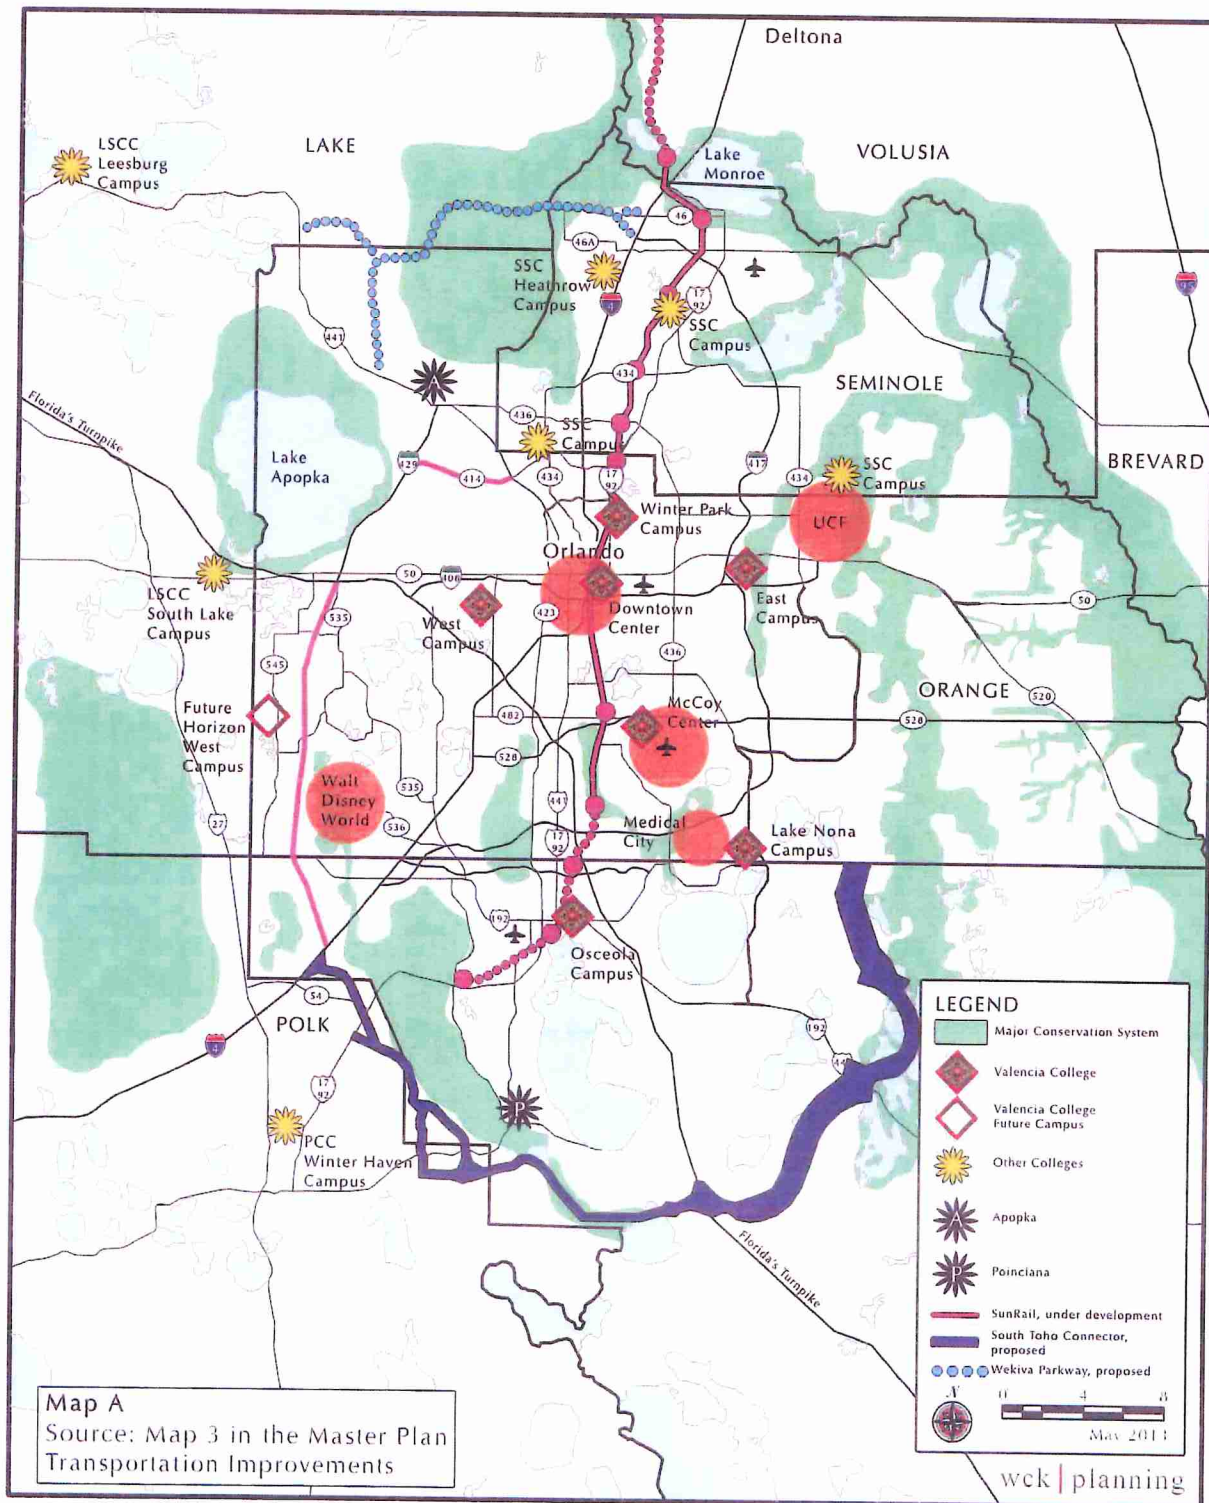 Deltona
LAKE
VOLUSIA
Lake
Monroe
LSCC
Leesburg
Campus
46
46A
SSC
Heathrow
Campus
4
17
92
95
SSC
Campus
441
434
SEMINOLE
A
Florida's Turnpike
436
SSC
Campus
Lake
Apopka
429
414
434
17
92
417
434
SSC
Campus
BREVARD
UCF
Winter Park
Campus
Orlando
50
408
LSCC
South Lake
Campus
535
West
Campus
423
Downtown
Center
East
Campus
50
545
436
ORANGE
520
Future
Horizon
West
Campus
McCoy
Center
482
528
528
Walt
Disney
World
535
536
441
17
92
27
Medical
City
Lake Nona
Campus
192
Osceola
Campus
54
POLK
4
17
92
192
441
P
PCC
Winter Haven
Campus
Florida's Turnpike
LEGEND
Major Conservation System
Valencia College
Valencia College
Future Campus
Other Colleges
A
Apopka
P
Poinciana
SunRail, under development
South Toho Connector,
proposed
Wekiva Parkway, proposed
N
0 4 8
May 2013
Map A
Source: Map 3 in the Master Plan
Transportation Improvements
wck | planning